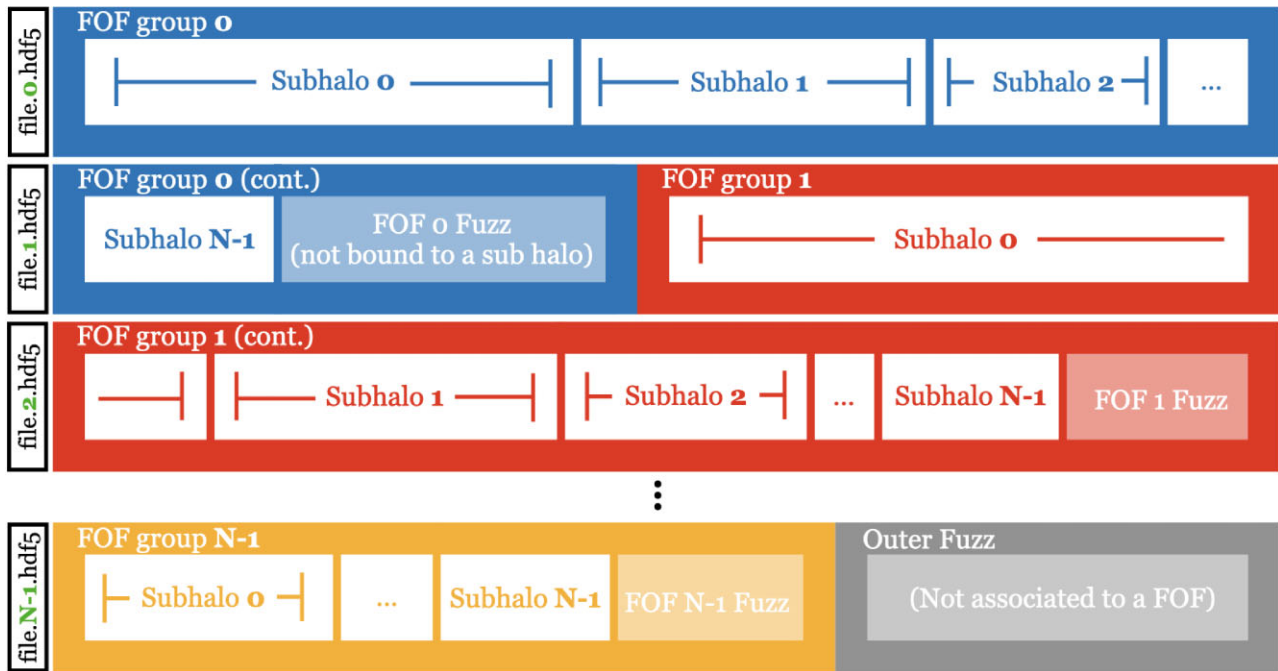 file.0.hdf5
FOF group 0
Subhalo 0
Subhalo 1
Subhalo 2
...
file.1.hdf5
FOF group 0 (cont.)
Subhalo N-1
FOF 0 Fuzz
(not bound to a sub halo)
FOF group 1
Subhalo 0
file.2.hdf5
FOF group 1 (cont.)
Subhalo 1
Subhalo 2
...
Subhalo N-1
FOF 1 Fuzz
file.N-1.hdf5
FOF group N-1
Subhalo 0
...
Subhalo N-1
FOF N-1 Fuzz
Outer Fuzz
(Not associated to a FOF)